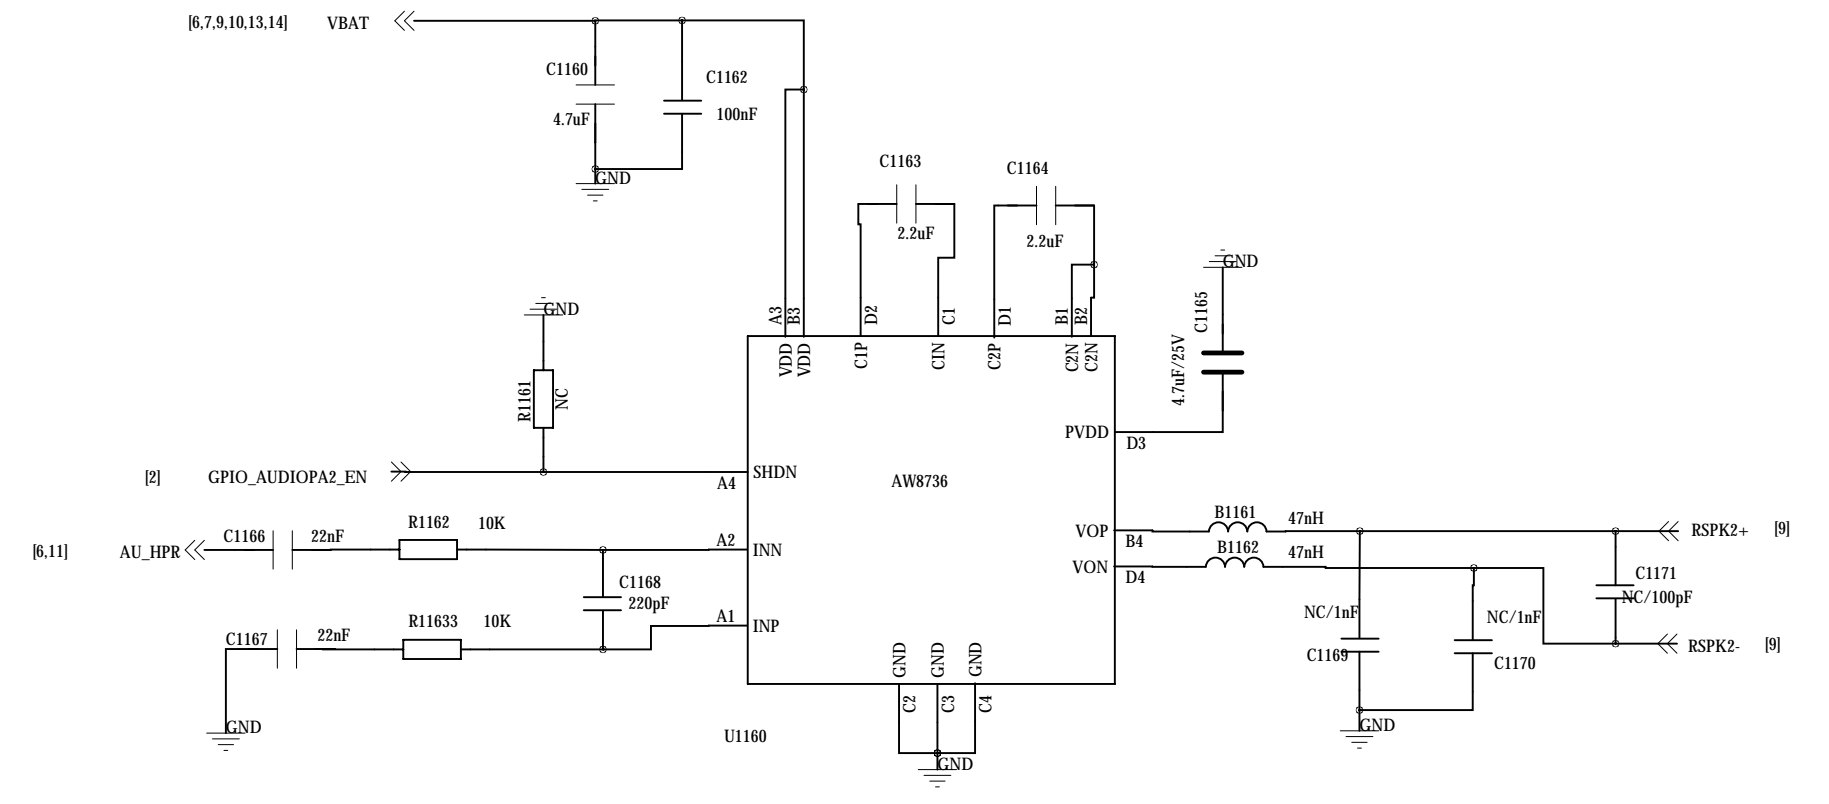 [6,7,9,10,13,14] VBAT
C1160
C1162
4.7uF
100nF
GND
C1163
C1164
2.2uF
2.2uF
GND
C1165
4.7uF/25V
GND
R1161
NC
A3
B3
D2
C1
D1
B1
B2
VDD
VDD
C1P
CIN
C2P
C2N
C2N
PVDD
D3
[2] GPIO_AUDIOPA2_EN
SHDN
A4
AW8736
C1166
22nF
R1162
10K
[6,11] AU_HPR
A2
INN
C1168
220pF
A1
INP
C1167
22nF
R11633
10K
GND
VOP
B4
B1161
47nH
RSPK2+ [9]
VON
D4
B1162
47nH
C1171
NC/100pF
NC/1nF
NC/1nF
C1169
C1170
RSPK2- [9]
GND
GND
GND
GND
C2
C3
C4
GND
U1160